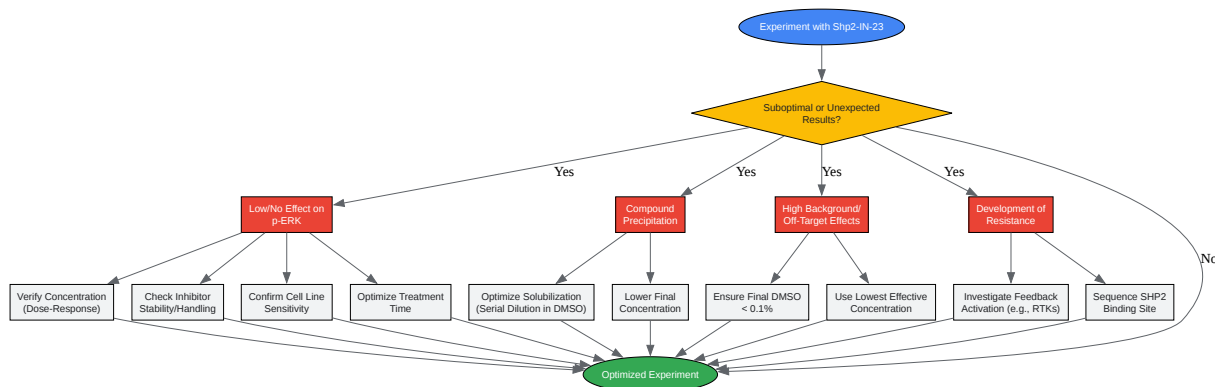 Experiment with Shp2-IN-23
Suboptimal or Unexpected
Results?
Yes
Yes
Yes
Yes
Low/No Effect on
p-ERK
Compound
Precipitation
High Background/
Off-Target Effects
Development of
Resistance
No
Verify Concentration
(Dose-Response)
Check Inhibitor
Stability/Handling
Confirm Cell Line
Sensitivity
Optimize Treatment
Time
Optimize Solubilization
(Serial Dilution in DMSO)
Lower Final
Concentration
Ensure Final DMSO
< 0.1%
Use Lowest Effective
Concentration
Investigate Feedback
Activation (e.g., RTKs)
Sequence SHP2
Binding Site
Optimized Experiment